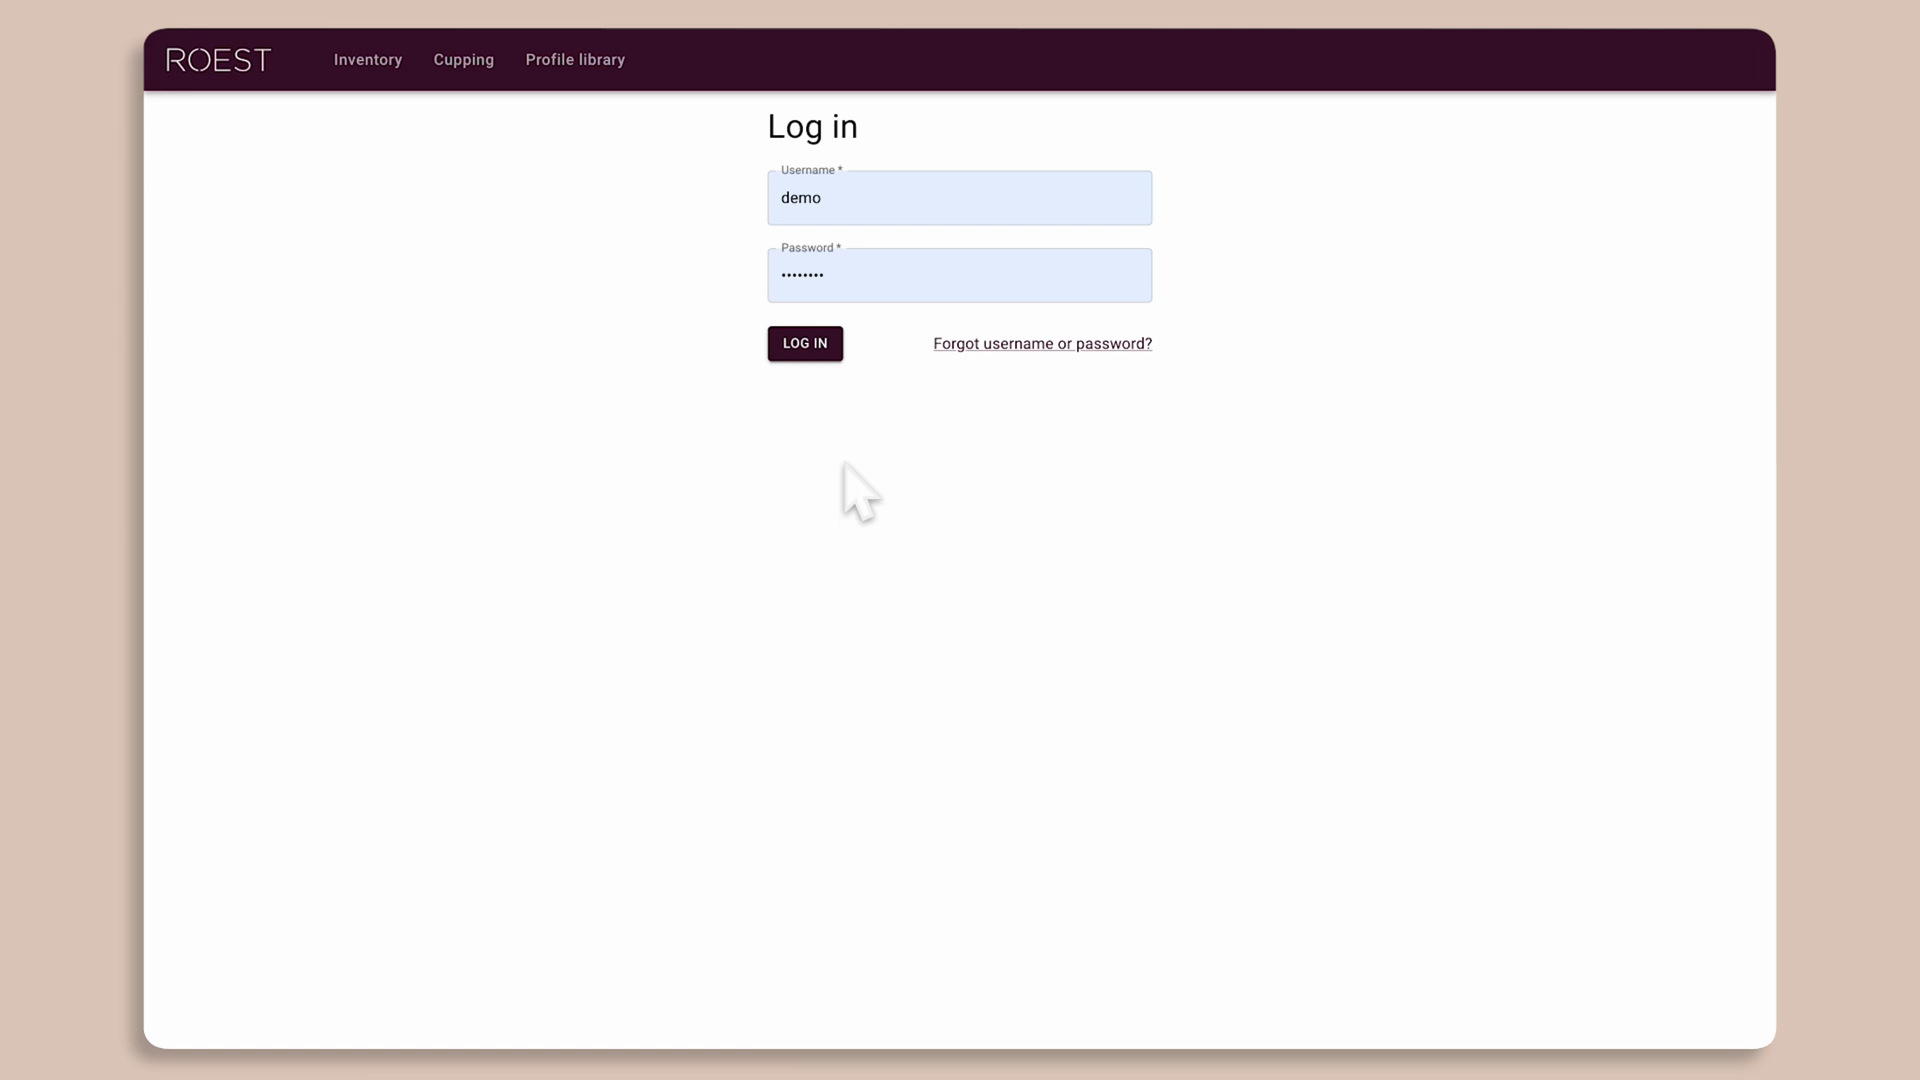 ROEST Inventory Cupping Profile library
Log in
Username *
demo
Password *
••••••••
LOG IN Forgot username or password?